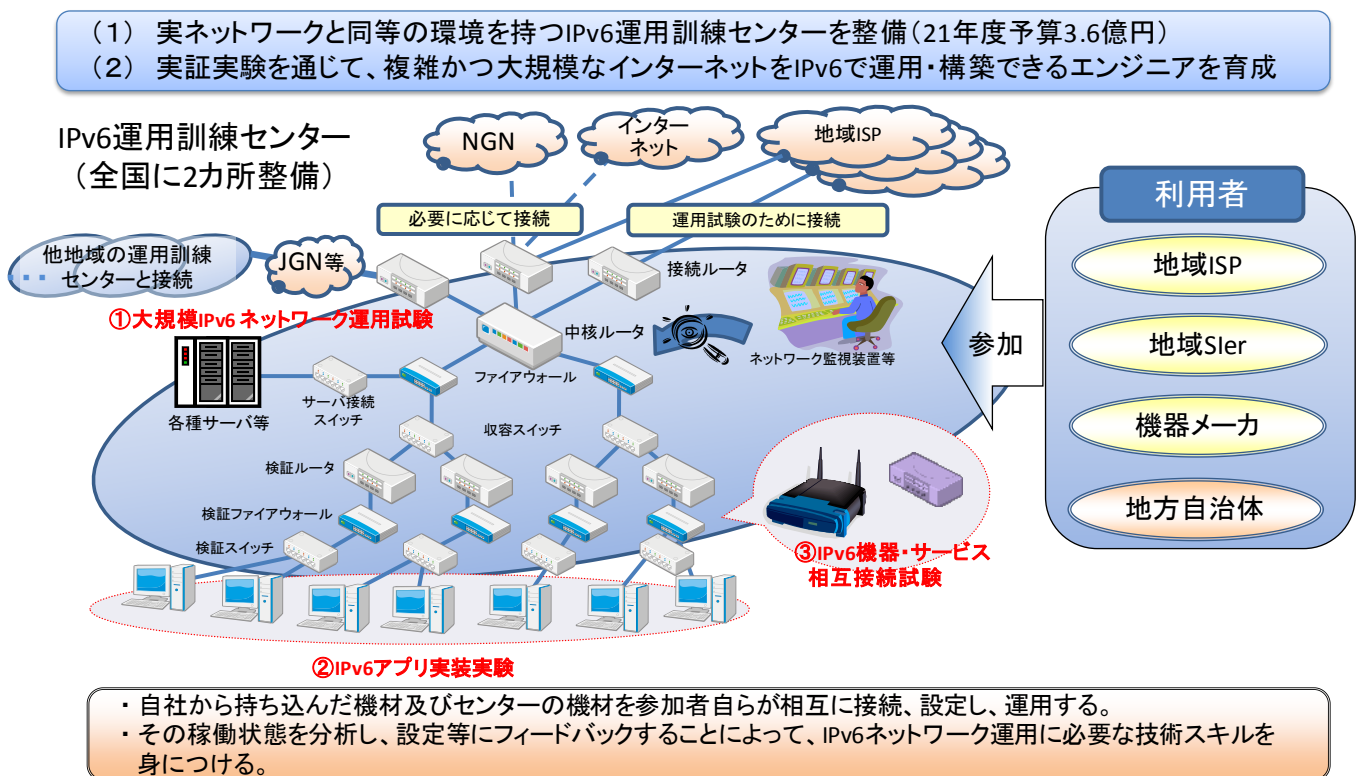 (1) 実ネットワークと同等の環境を持つIPv6運用訓練センターを整備(21年度予算3.6億円)
(2) 実証実験を通じて、複雑かつ大規模なインターネットをIPv6で運用・構築できるエンジニアを育成
IPv6運用訓練センター
(全国に2カ所整備)
NGN
インター
ネット
地域ISP
必要に応じて接続
運用試験のために接続
他地域の運用訓練
センターと接続
JGN等
接続ルータ
①大規模IPv6 ネットワーク運用試験
中核ルータ
ネットワーク監視装置等
ファイアウォール
各種サーバ等
サーバ接続
スイッチ
収容スイッチ
検証ルータ
検証ファイアウォール
検証スイッチ
③IPv6機器・サービス
相互接続試験
②IPv6アプリ実装実験
参加
利用者
地域ISP
地域SIer
機器メーカ
地方自治体
・ 自社から持ち込んだ機材及びセンターの機材を参加者自らが相互に接続、設定し、運用する。
・ その稼働状態を分析し、設定等にフィードバックすることによって、IPv6ネットワーク運用に必要な技術スキルを
身につける。